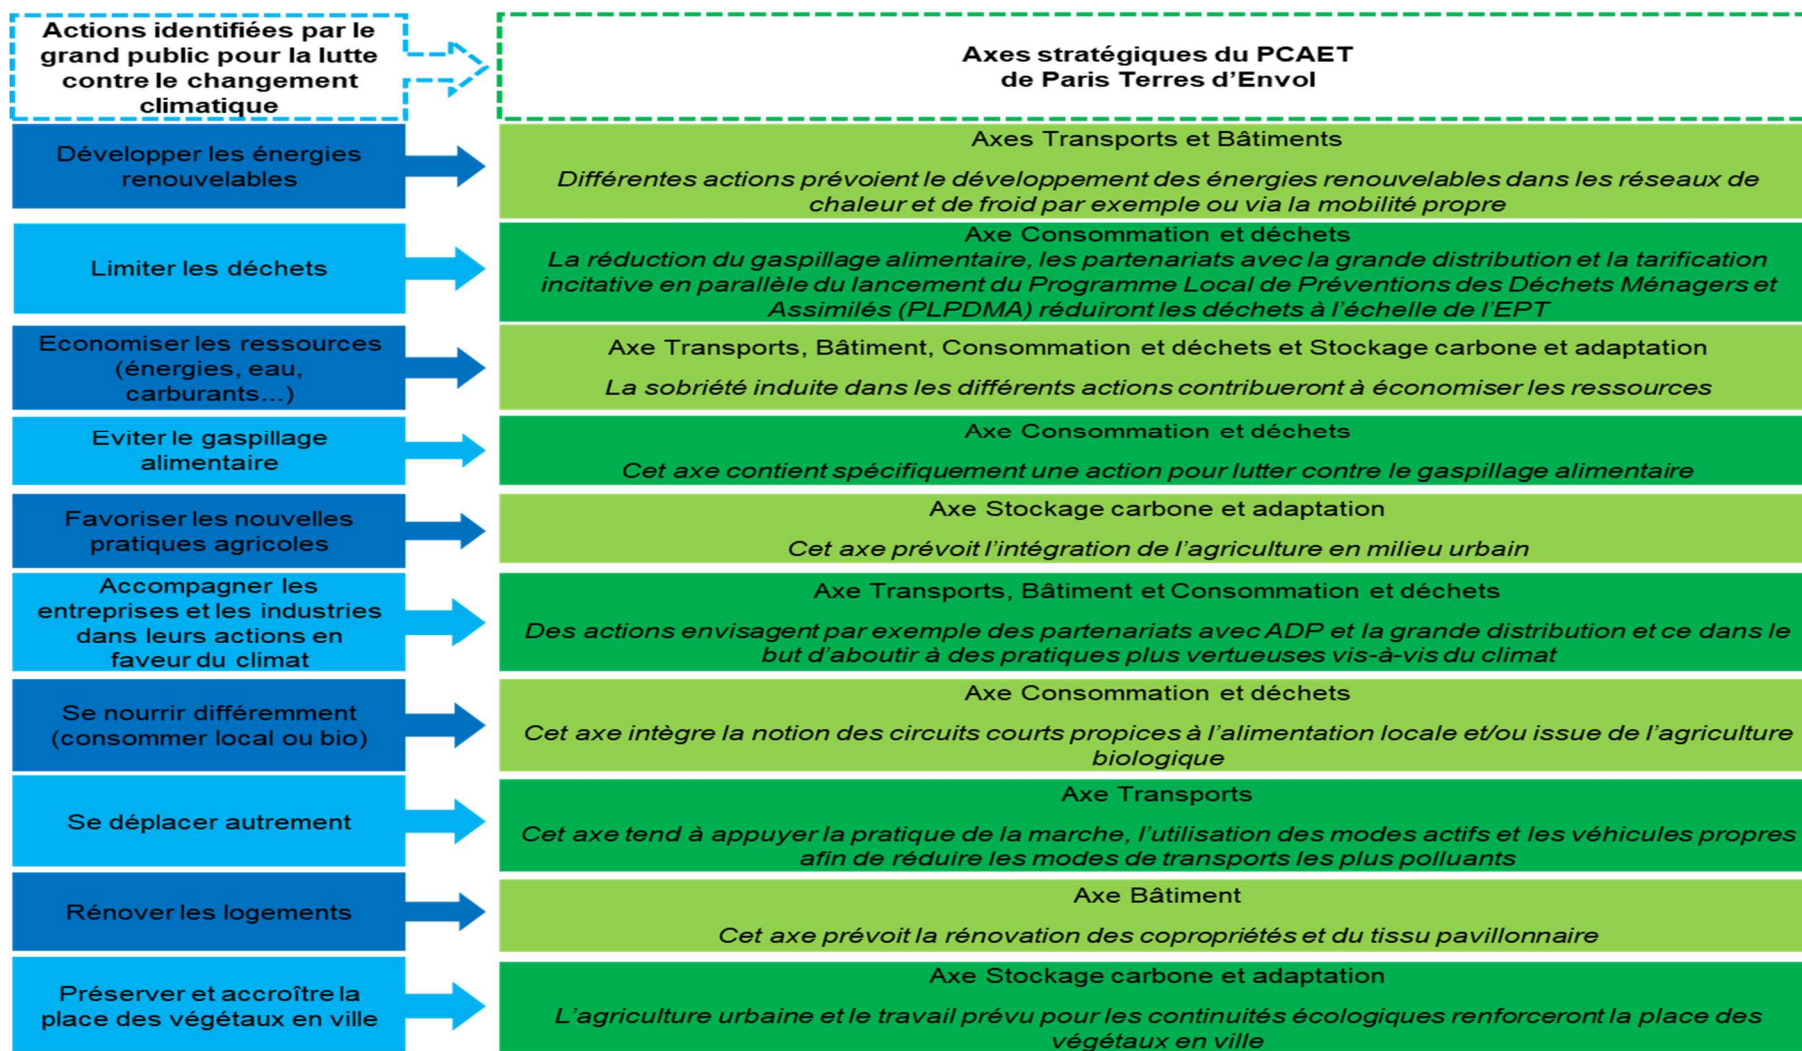 Actions identifiées par le
grand public pour la lutte
contre le changement
climatique
Axes stratégiques du PCAET
de Paris Terres d'Envol
Développer les énergies
renouvelables
Axes Transports et Bâtiments
Différentes actions prévoient le développement des énergies renouvelables dans les réseaux de
chaleur et de froid par exemple ou via la mobilité propre
Limiter les déchets
Axe Consommation et déchets
La réduction du gaspillage alimentaire, les partenariats avec la grande distribution et la tarification
incitative en parallèle du lancement du Programme Local de Préventions des Déchets Ménagers et
Assimilés (PLPDMA) réduiront les déchets à l'échelle de l'EPT
Economiser les ressources
(énergies, eau,
carburants...)
Axe Transports, Bâtiment, Consommation et déchets et Stockage carbone et adaptation
La sobriété induite dans les différents actions contribueront à économiser les ressources
Eviter le gaspillage
alimentaire
Axe Consommation et déchets
Cet axe contient spécifiquement une action pour lutter contre le gaspillage alimentaire
Favoriser les nouvelles
pratiques agricoles
Axe Stockage carbone et adaptation
Cet axe prévoit l'intégration de l'agriculture en milieu urbain
Accompagner les
entreprises et les industries
dans leurs actions en
faveur du climat
Axe Transports, Bâtiment et Consommation et déchets
Des actions envisagent par exemple des partenariats avec ADP et la grande distribution et ce dans le
but d'aboutir à des pratiques plus vertueuses vis-à-vis du climat
Se nourrir différemment
(consommer local ou bio)
Axe Consommation et déchets
Cet axe intègre la notion des circuits courts propices à l'alimentation locale et/ou issue de l'agriculture
biologique
Se déplacer autrement
Axe Transports
Cet axe tend à appuyer la pratique de la marche, l'utilisation des modes actifs et les véhicules propres
afin de réduire les modes de transports les plus polluants
Rénover les logements
Axe Bâtiment
Cet axe prévoit la rénovation des copropriétés et du tissu pavillonnaire
Préserver et accroître la
place des végétaux en ville
Axe Stockage carbone et adaptation
L'agriculture urbaine et le travail prévu pour les continuités écologiques renforceront la place des
végétaux en ville